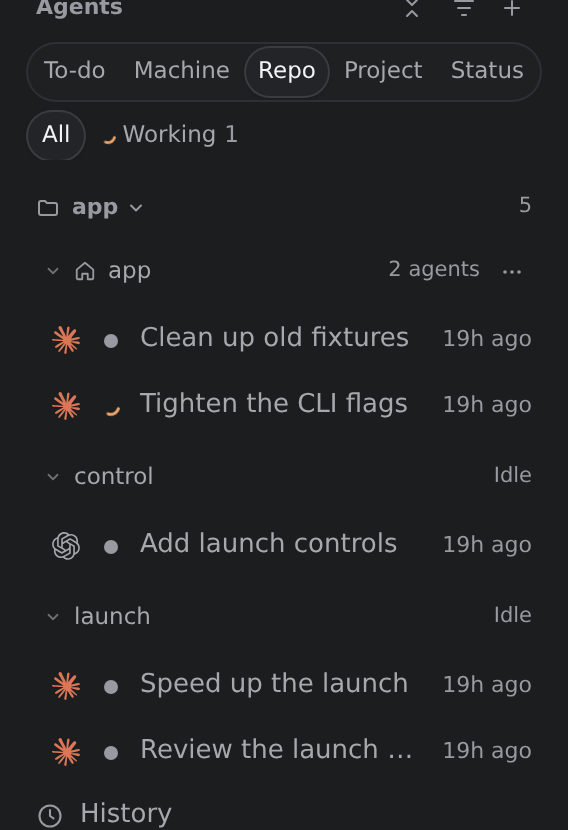 Agents
To-do Machine Repo Project Status
All Working 1
app 5
app 2 agents ...
Clean up old fixtures 19h ago
Tighten the CLI flags 19h ago
control Idle
Add launch controls 19h ago
launch Idle
Speed up the launch 19h ago
Review the launch ... 19h ago
History